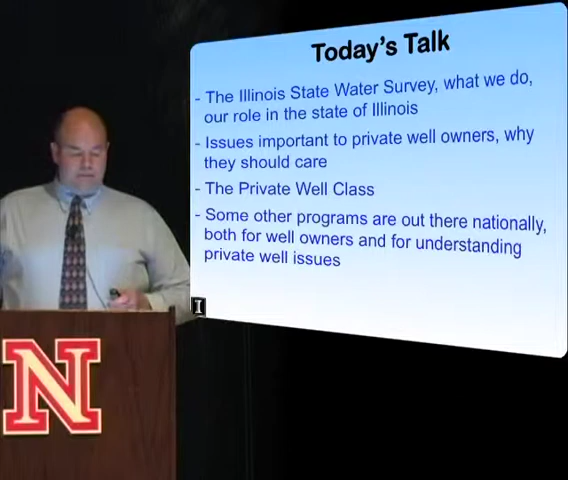 Today's Talk
- The Illinois State Water Survey, what we do,
our role in the state of Illinois
- Issues important to private well owners, why
they should care
- The Private Well Class
- Some other programs are out there nationally,
both for well owners and for understanding
private well issues
I
N